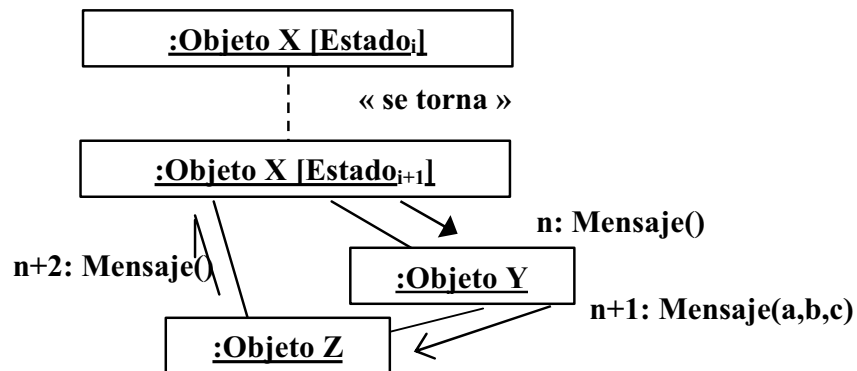 :Objeto X [Estadoi]
« se torna »
:Objeto X [Estadoi+1]
n: Mensaje()
n+2: Mensaje()
:Objeto Y
n+1: Mensaje(a,b,c)
:Objeto Z